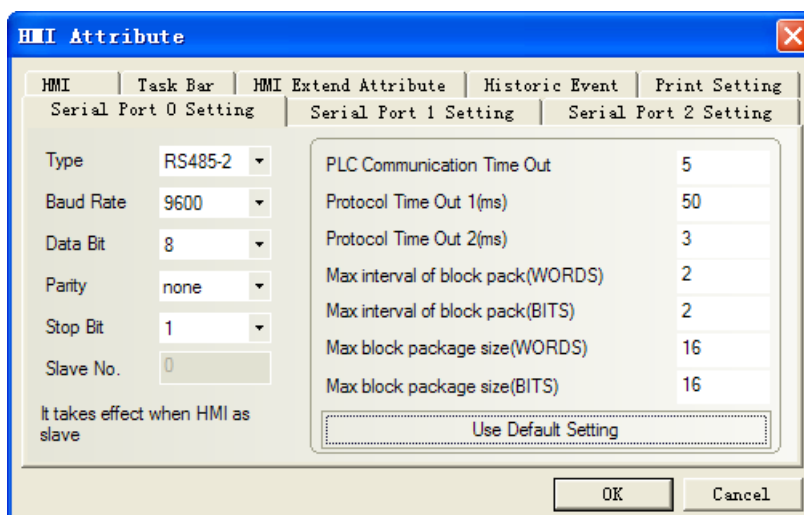 HMI Attribute
HMI
Task Bar
HMI Extend Attribute
Historic Event
Print Setting
Serial Port 0 Setting
Serial Port 1 Setting
Serial Port 2 Setting
Type
RS485-2
Baud Rate
9600
Data Bit
8
Parity
none
Stop Bit
1
Slave No.
0
It takes effect when HMI as
slave
PLC Communication Time Out
5
Protocol Time Out 1(ms)
50
Protocol Time Out 2(ms)
3
Max interval of block pack(WORDS)
2
Max interval of block pack(BITS)
2
Max block package size(WORDS)
16
Max block package size(BITS)
16
Use Default Setting
OK
Cancel